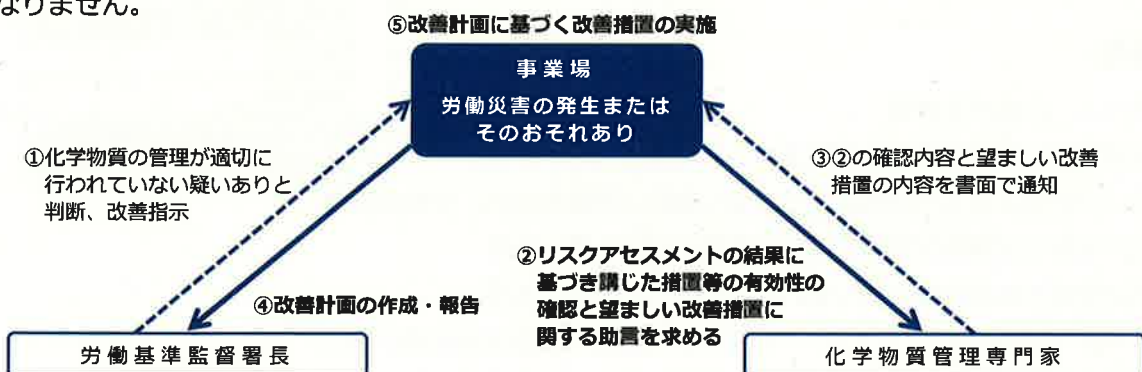 なりません。
⑤改善計画に基づく改善措置の実施
事業場
労働災害の発生または
そのおそれあり
①化学物質の管理が適切に
行われていない疑いありと
判断、改善指示
③②の確認内容と望ましい改善
措置の内容を書面で通知
②リスクアセスメントの結果に
基づき講じた措置等の有効性の
確認と望ましい改善措置に
関する助言を求める
④改善計画の作成・報告
労働基準監督署長
化学物質管理専門家